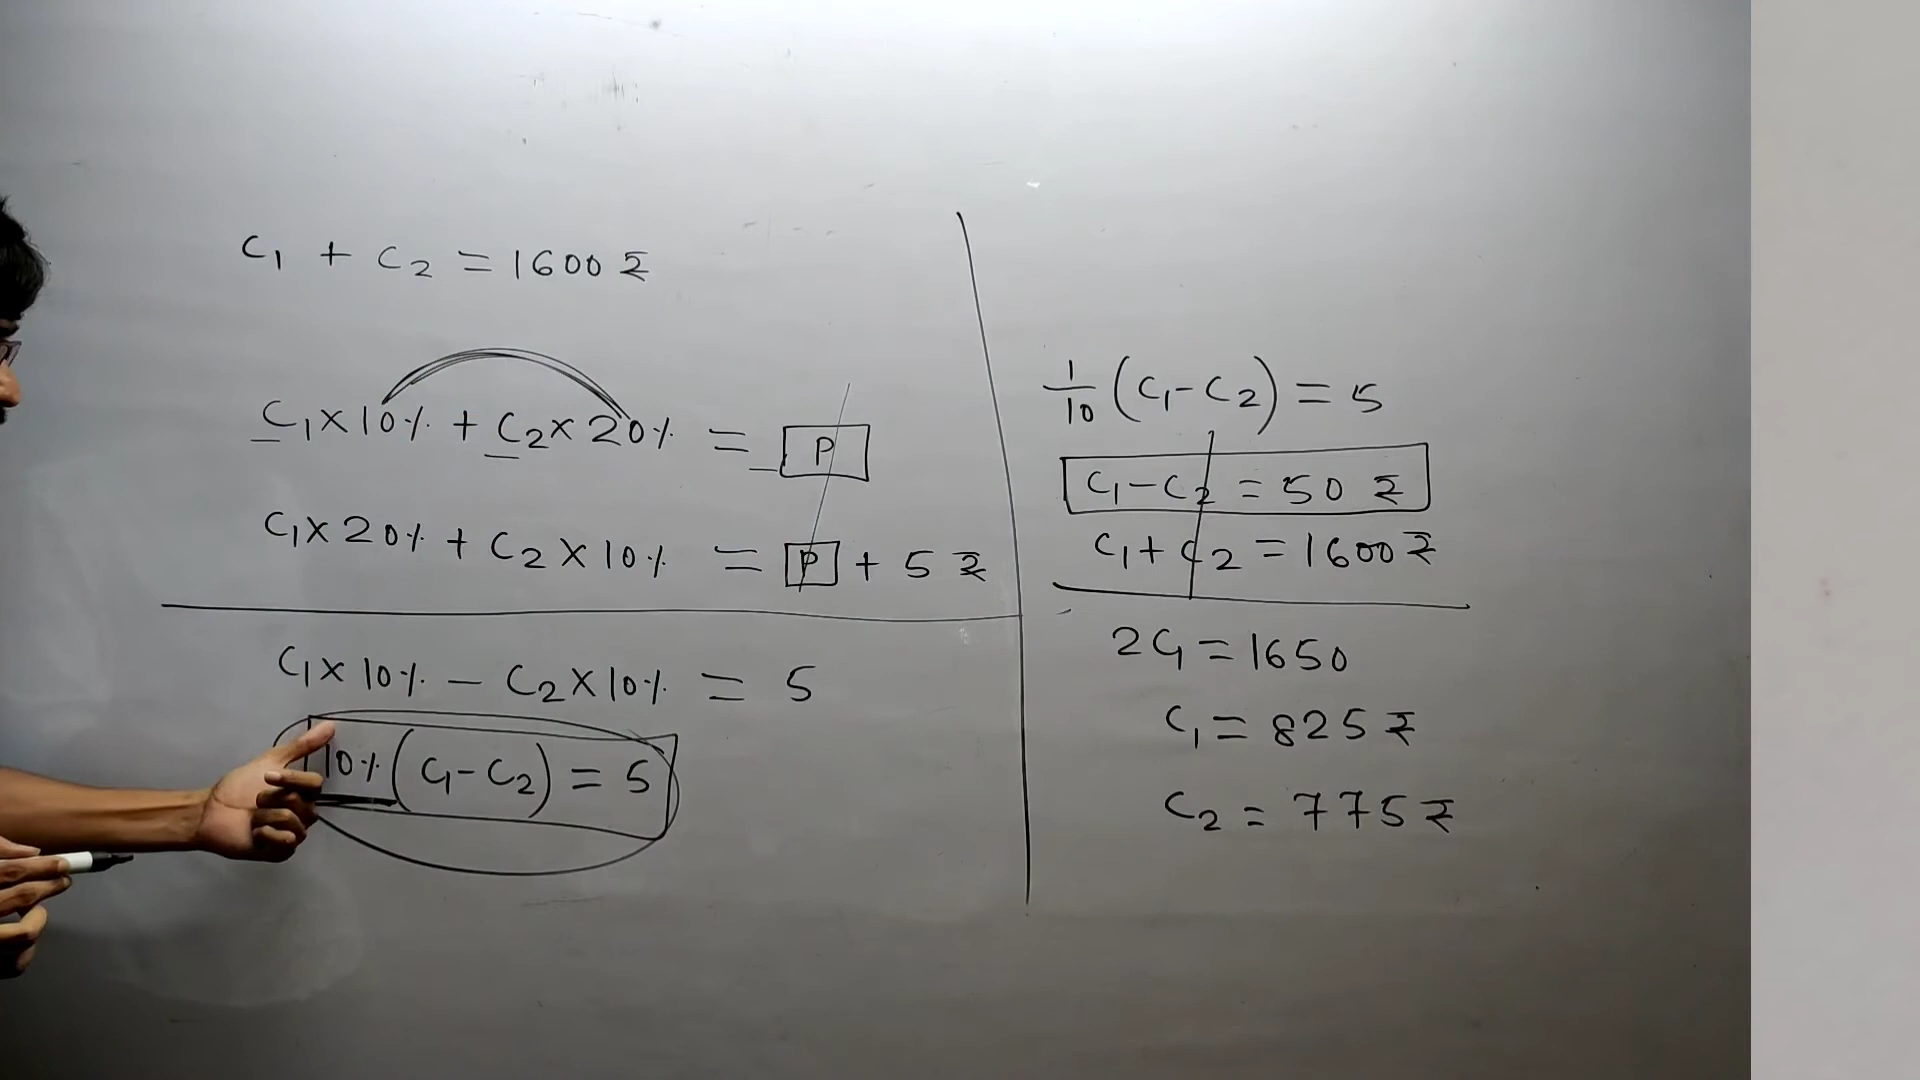 C₁ + C₂ = 1600 ₹
C₁ × 10% + C₂ × 20% = P
C₁ × 20% + C₂ × 10% = P + 5 ₹
C₁ × 10% − C₂ × 10% = 5
10% (C₁ − C₂) = 5
1/10 (C₁ − C₂) = 5
C₁ − C₂ = 50 ₹
C₁ + C₂ = 1600 ₹
2C₁ = 1650
C₁ = 825 ₹
C₂ = 775 ₹